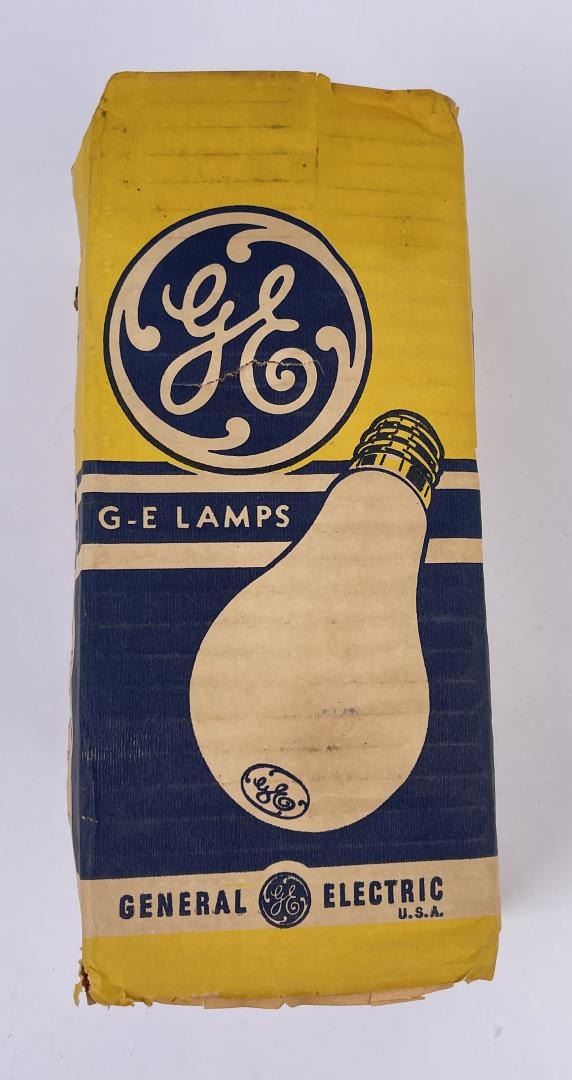 GE
G-E LAMPS
GE
GENERAL GE ELECTRIC
U.S.A.